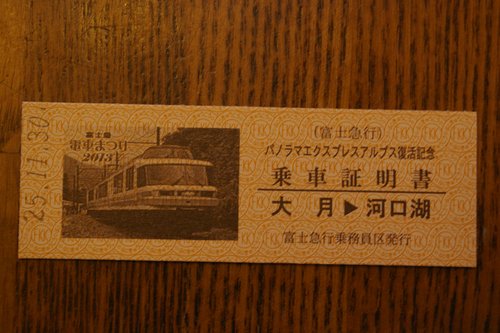 25.11.30
富士急
電車まつり
2013
(富士急行)
パノラマエクスプレスアルプス復活記念
乗車証明書
大月▶河口湖
富士急行乗務員区発行